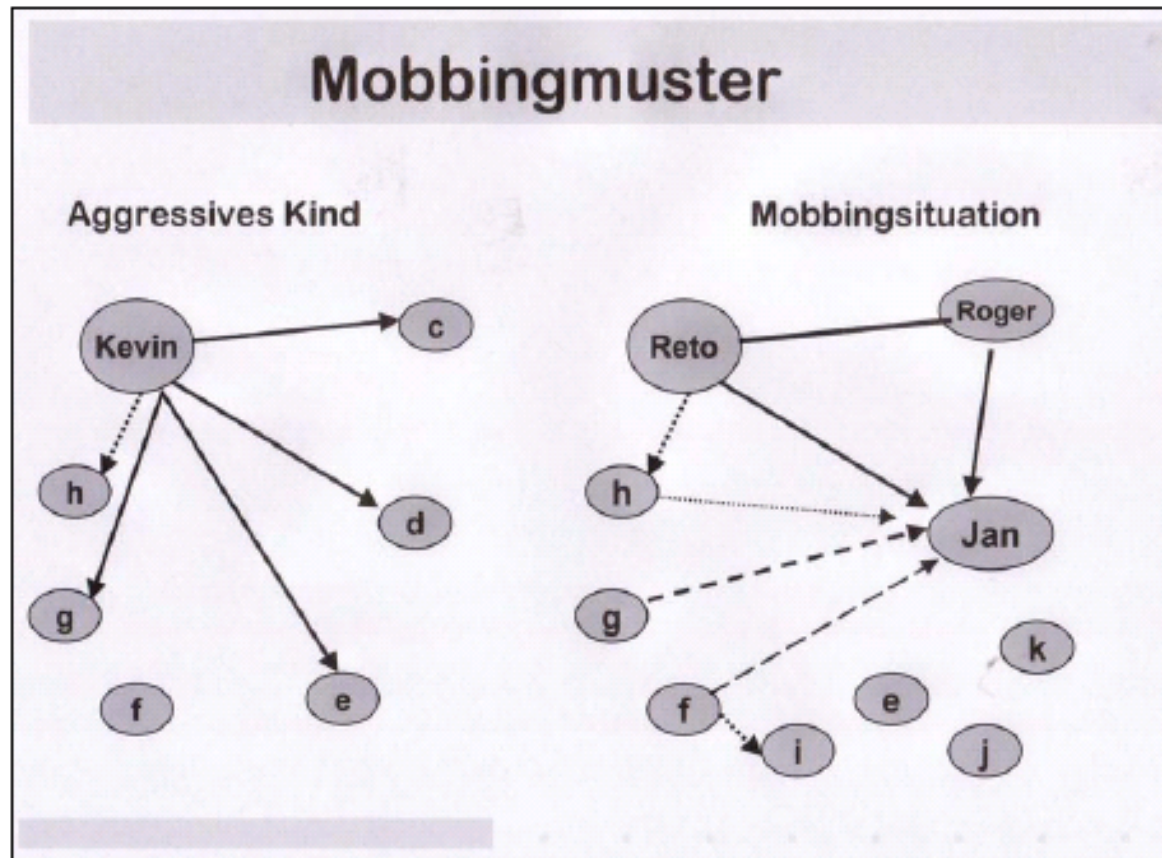 Mobbingmuster
Aggressives Kind
Mobbingsituation
Kevin
c
h
d
g
f
e
Reto
Roger
h
Jan
g
k
f
e
i
j